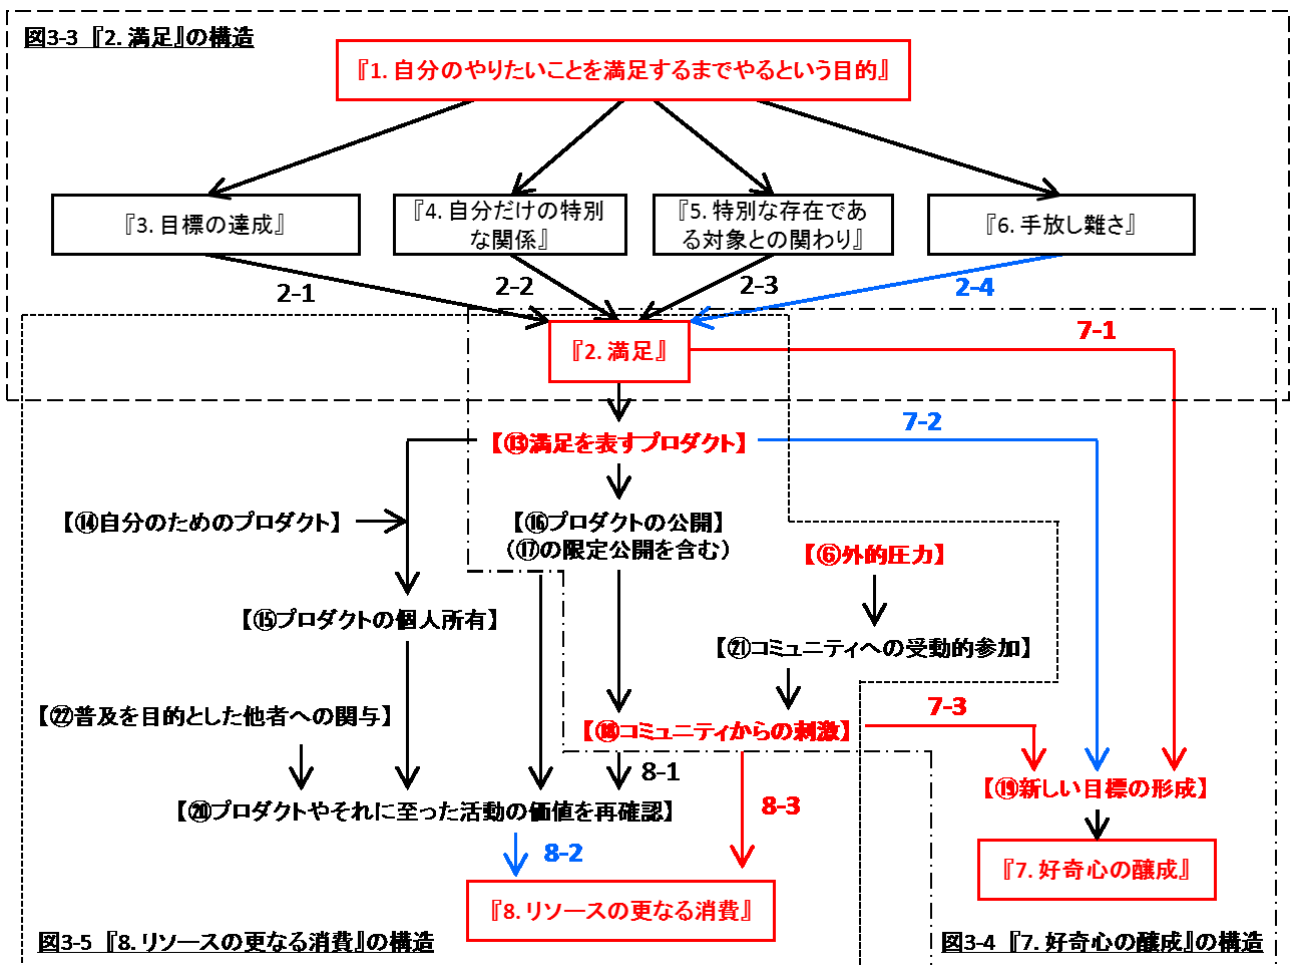 図3-3 『2. 満足』の構造
『1. 自分のやりたいことを満足するまでやるという目的』
『3. 目標の達成』
『4. 自分だけの特別
な関係』
『5. 特別な存在であ
る対象との関わり』
『6. 手放し難さ』
2-1
2-2
2-3
2-4
『2. 満足』
7-1
【⑬満足を表すプロダクト】
7-2
【⑭自分のためのプロダクト】
【⑯プロダクトの公開】
（⑰の限定公開を含む）
【⑥外的圧力】
【⑮プロダクトの個人所有】
【㉑コミュニティへの受動的参加】
【㉒普及を目的とした他者への関与】
【⑱コミュニティからの刺激】
7-3
8-1
【⑲新しい目標の形成】
【⑳プロダクトやそれに至った活動の価値を再確認】
8-3
8-2
『7. 好奇心の醸成』
『8. リソースの更なる消費』
図3-5 『8. リソースの更なる消費』の構造
図3-4 『7. 好奇心の醸成』の構造